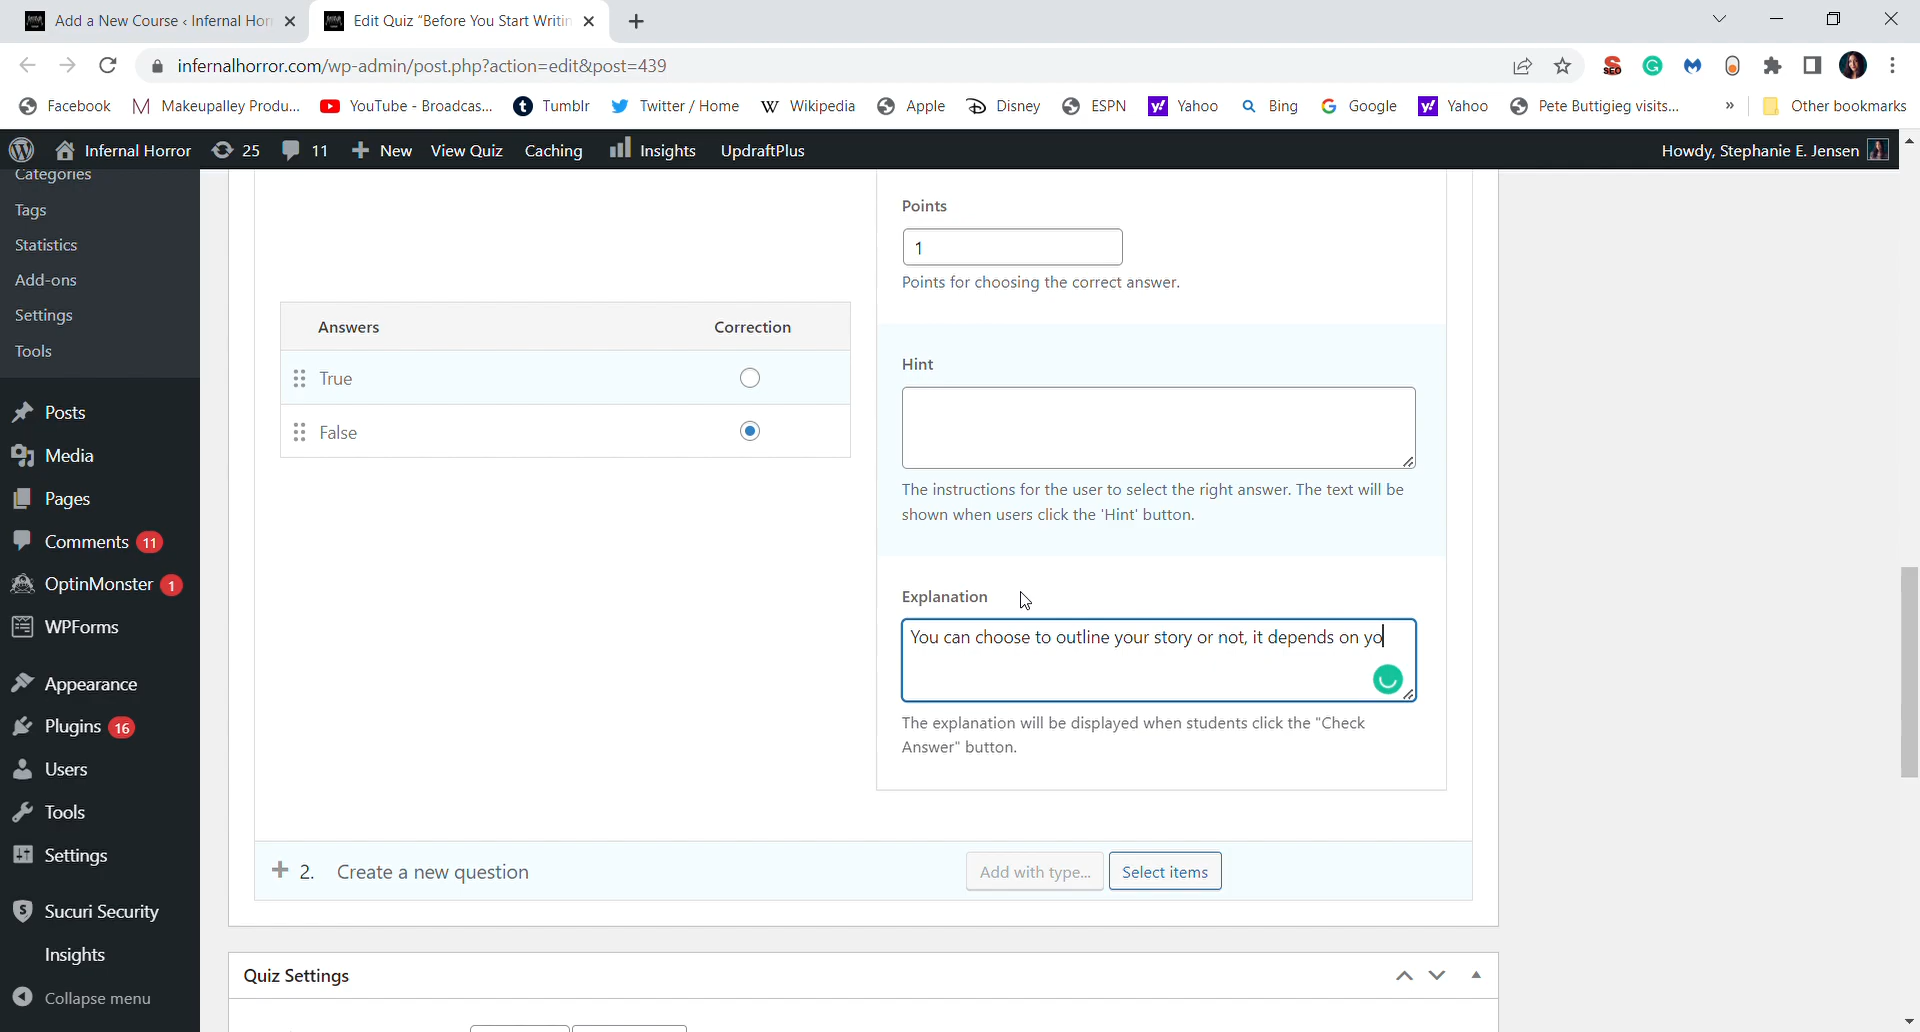 Add a New Course ‹ Infernal Hor
Edit Quiz "Before You Start Writin
infernalhorror.com/wp-admin/post.php?action=edit&post=439
Facebook
Makeupalley Produ...
YouTube - Broadcas...
Tumblr
Twitter / Home
Wikipedia
Apple
Disney
ESPN
Yahoo
Bing
Google
Yahoo
Pete Buttigieg visits...
»
Other bookmarks
Infernal Horror
25
11
New
View Quiz
Caching
Insights
UpdraftPlus
Howdy, Stephanie E. Jensen
Categories
Tags
Statistics
Add-ons
Settings
Tools
Posts
Media
Pages
Comments 11
OptinMonster 1
WPForms
Appearance
Plugins 16
Users
Tools
Settings
Sucuri Security
Insights
Collapse menu
Points
1
Points for choosing the correct answer.
Answers
Correction
True
False
Hint
The instructions for the user to select the right answer. The text will be
shown when users click the 'Hint' button.
Explanation
You can choose to outline your story or not, it depends on yo
The explanation will be displayed when students click the "Check
Answer" button.
2. Create a new question
Add with type...
Select items
Quiz Settings